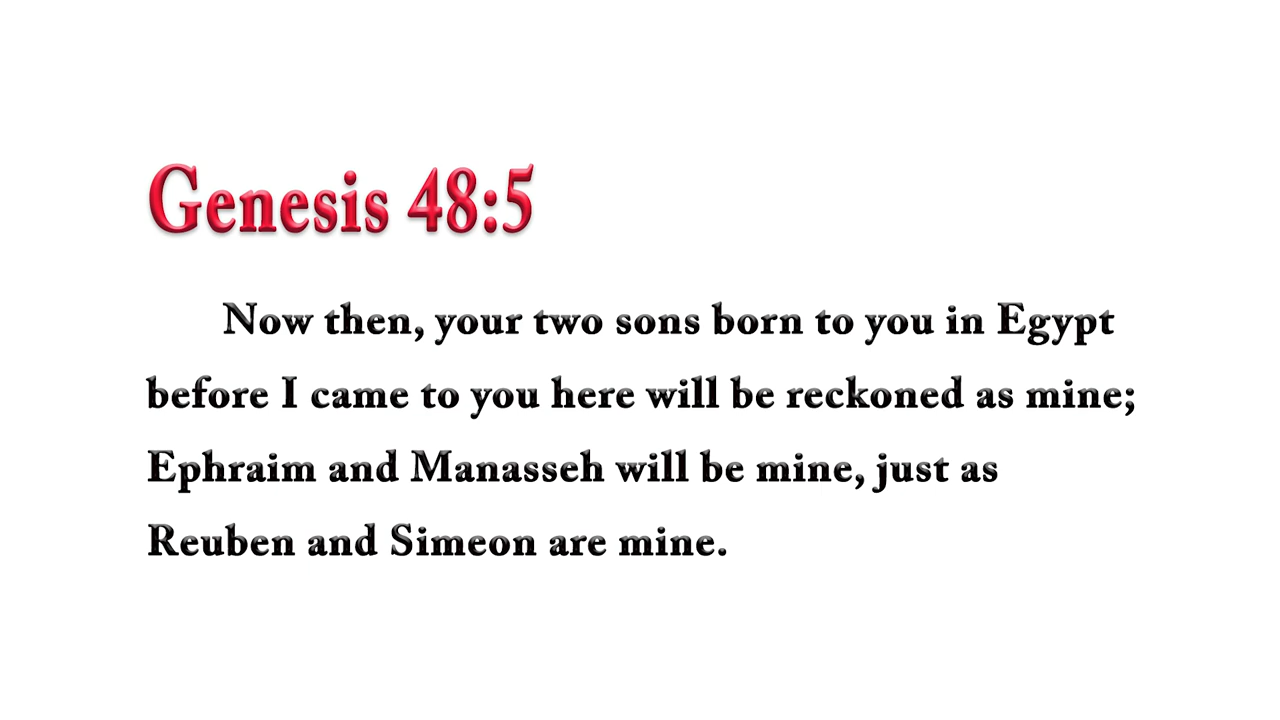 Genesis 48:5
Now then, your two sons born to you in Egypt
before I came to you here will be reckoned as mine;
Ephraim and Manasseh will be mine, just as
Reuben and Simeon are mine.